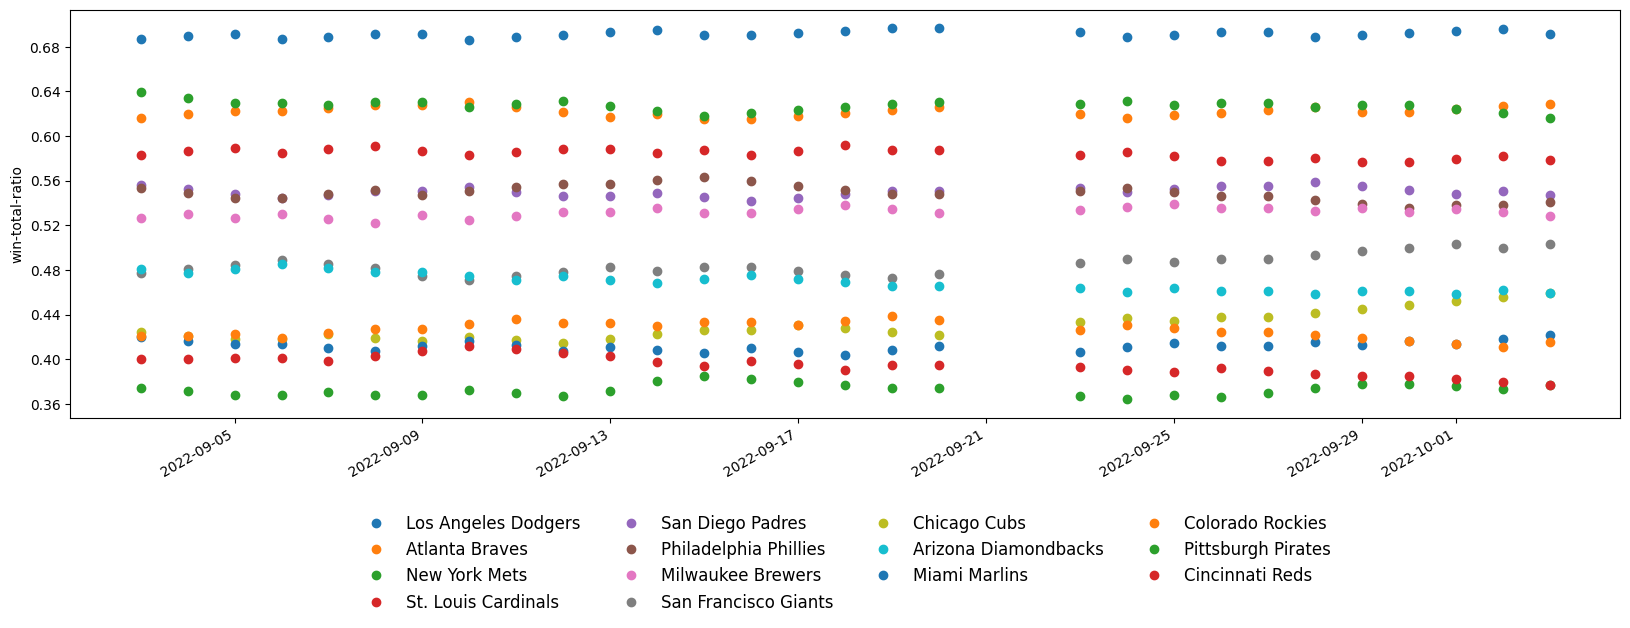 win-total-ratio
0.68
0.64
0.60
0.56
0.52
0.48
0.44
0.40
0.36
2022-09-05
2022-09-09
2022-09-13
2022-09-17
2022-09-21
2022-09-25
2022-09-29
2022-10-01
Los Angeles Dodgers
Atlanta Braves
New York Mets
St. Louis Cardinals
San Diego Padres
Philadelphia Phillies
Milwaukee Brewers
San Francisco Giants
Chicago Cubs
Arizona Diamondbacks
Miami Marlins
Colorado Rockies
Pittsburgh Pirates
Cincinnati Reds